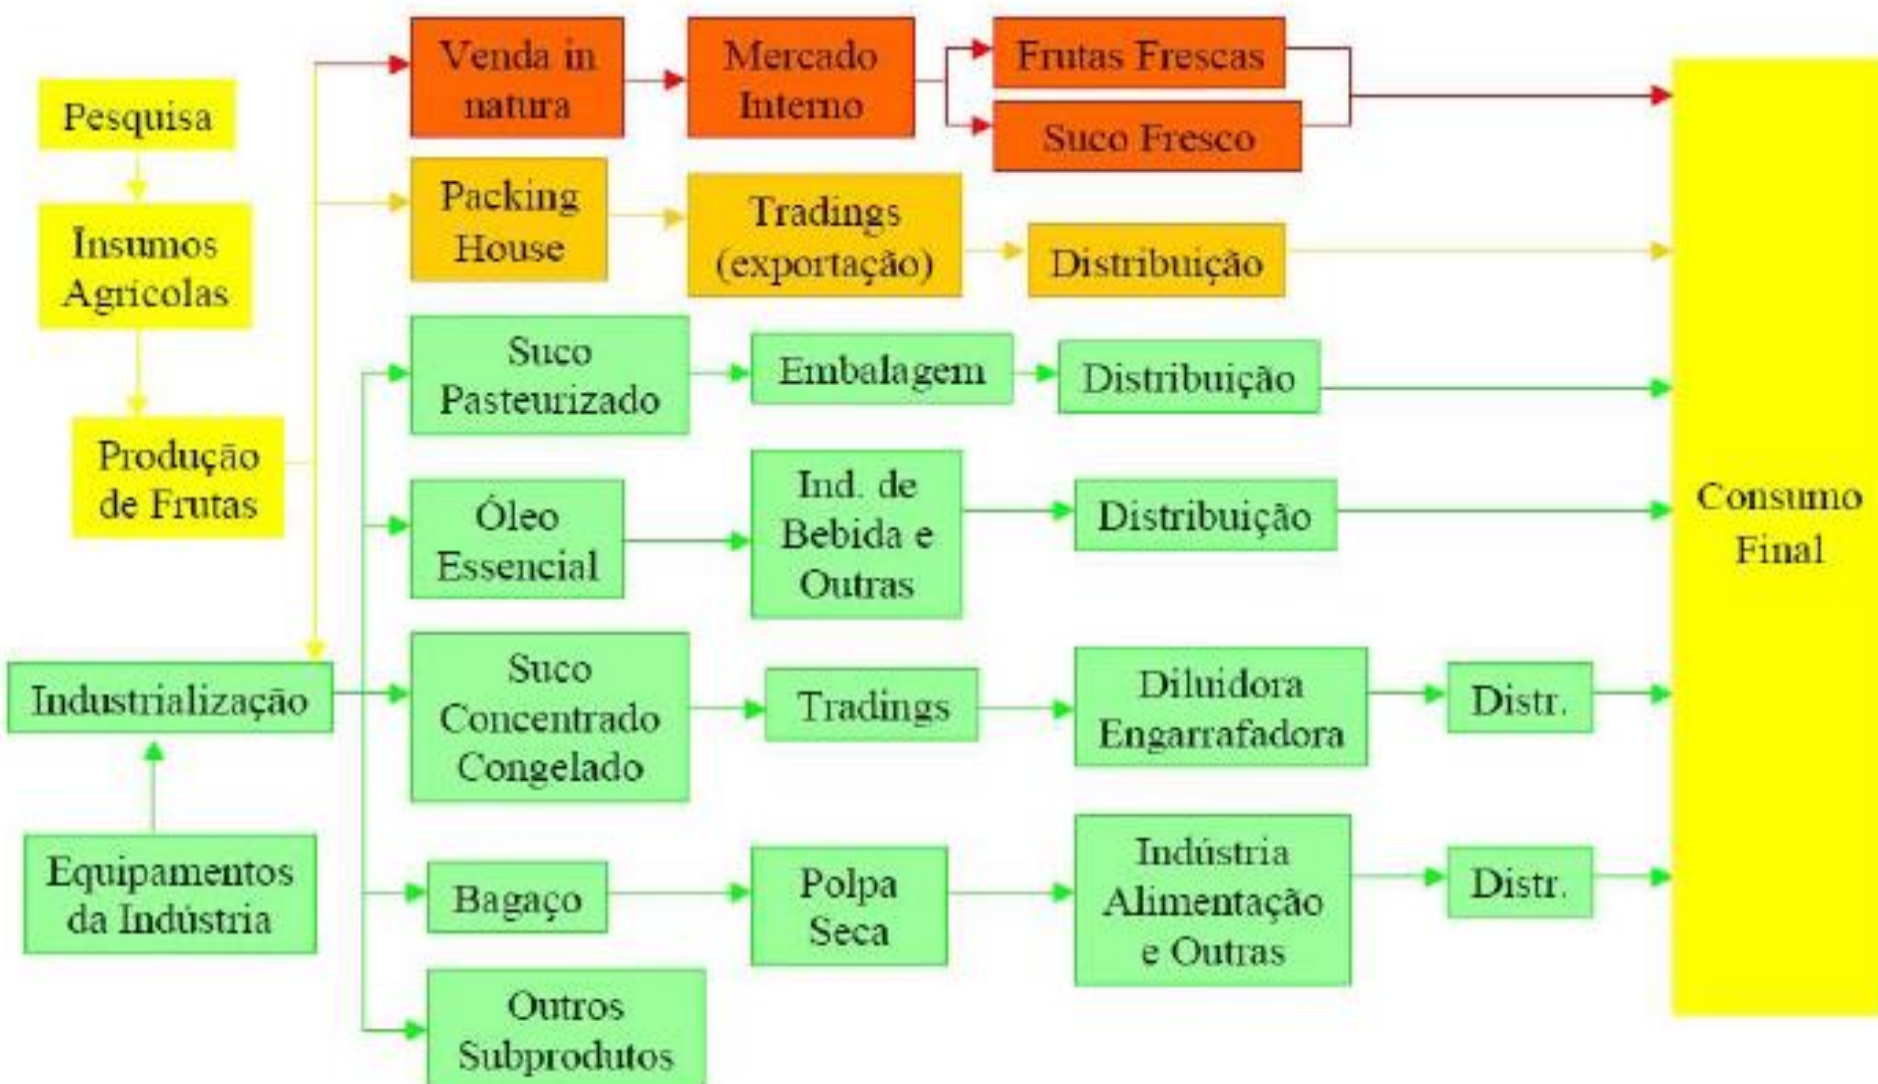 Pesquisa
Insumos
Agrícolas
Produção
de Frutas
Industrialização
Equipamentos
da Indústria
Venda in
natura
Mercado
Interno
Frutas Frescas
Suco Fresco
Packing
House
Tradings
(exportação)
Distribuição
Suco
Pasteurizado
Embalagem
Distribuição
Óleo
Essencial
Ind. de
Bebida e
Outras
Distribuição
Suco
Concentrado
Congelado
Tradings
Diluidora
Engarrafadora
Distr.
Bagaço
Polpa
Seca
Indústria
Alimentação
e Outras
Distr.
Outros
Subprodutos
Consumo
Final